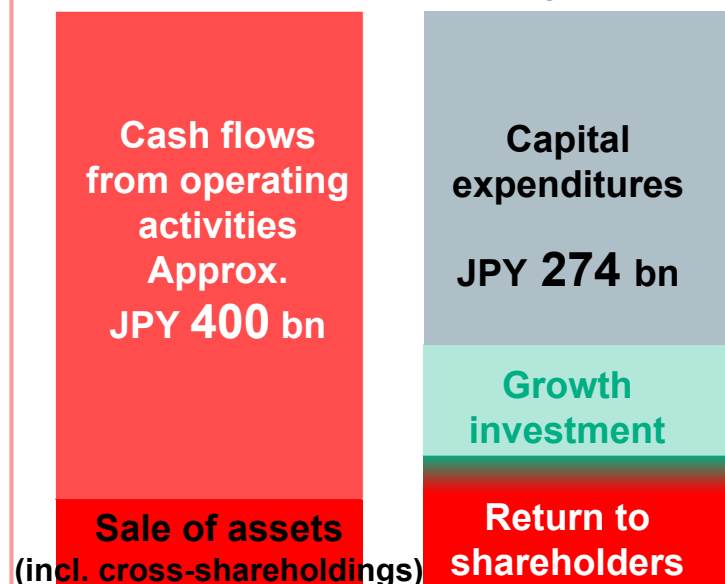 Cash flows
from operating
activities
Approx.
JPY 400 bn
Sale of assets
(incl. cross-shareholdings)
Capital
expenditures
JPY 274 bn
Growth
investment
Return to
shareholders